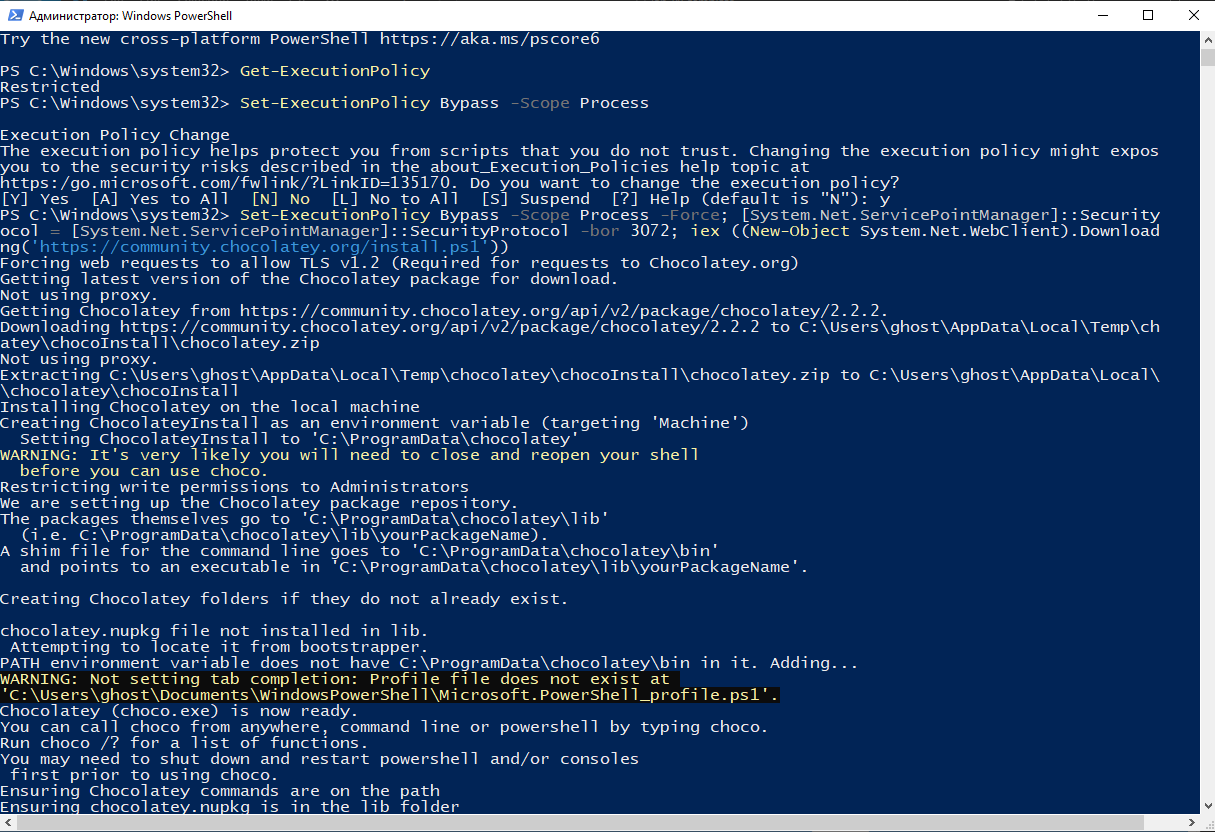 Администратор: Windows PowerShell
Try the new cross-platform PowerShell https://aka.ms/pscore6
PS C:\Windows\system32> Get-ExecutionPolicy
Restricted
PS C:\Windows\system32> Set-ExecutionPolicy Bypass -Scope Process
Execution Policy Change
The execution policy helps protect you from scripts that you do not trust. Changing the execution policy might expos
you to the security risks described in the about_Execution_Policies help topic at
https:/go.microsoft.com/fwlink/?LinkID=135170. Do you want to change the execution policy?
[Y] Yes  [A] Yes to All  [N] No  [L] No to All  [S] Suspend  [?] Help (default is "N"): y
PS C:\Windows\system32> Set-ExecutionPolicy Bypass -Scope Process -Force; [System.Net.ServicePointManager]::Security
ocol = [System.Net.ServicePointManager]::SecurityProtocol -bor 3072; iex ((New-Object System.Net.WebClient).Download
ng('https://community.chocolatey.org/install.ps1'))
Forcing web requests to allow TLS v1.2 (Required for requests to Chocolatey.org)
Getting latest version of the Chocolatey package for download.
Not using proxy.
Getting Chocolatey from https://community.chocolatey.org/api/v2/package/chocolatey/2.2.2.
Downloading https://community.chocolatey.org/api/v2/package/chocolatey/2.2.2 to C:\Users\ghost\AppData\Local\Temp\ch
atey\chocoInstall\chocolatey.zip
Not using proxy.
Extracting C:\Users\ghost\AppData\Local\Temp\chocolatey\chocoInstall\chocolatey.zip to C:\Users\ghost\AppData\Local\
\chocolatey\chocoInstall
Installing Chocolatey on the local machine
Creating ChocolateyInstall as an environment variable (targeting 'Machine')
  Setting ChocolateyInstall to 'C:\ProgramData\chocolatey'
WARNING: It's very likely you will need to close and reopen your shell
  before you can use choco.
Restricting write permissions to Administrators
We are setting up the Chocolatey package repository.
The packages themselves go to 'C:\ProgramData\chocolatey\lib'
  (i.e. C:\ProgramData\chocolatey\lib\yourPackageName).
A shim file for the command line goes to 'C:\ProgramData\chocolatey\bin'
  and points to an executable in 'C:\ProgramData\chocolatey\lib\yourPackageName'.
Creating Chocolatey folders if they do not already exist.
chocolatey.nupkg file not installed in lib.
 Attempting to locate it from bootstrapper.
PATH environment variable does not have C:\ProgramData\chocolatey\bin in it. Adding...
WARNING: Not setting tab completion: Profile file does not exist at
'C:\Users\ghost\Documents\WindowsPowerShell\Microsoft.PowerShell_profile.ps1'.
Chocolatey (choco.exe) is now ready.
You can call choco from anywhere, command line or powershell by typing choco.
Run choco /? for a list of functions.
You may need to shut down and restart powershell and/or consoles
 first prior to using choco.
Ensuring Chocolatey commands are on the path
Ensuring chocolatey.nupkg is in the lib folder